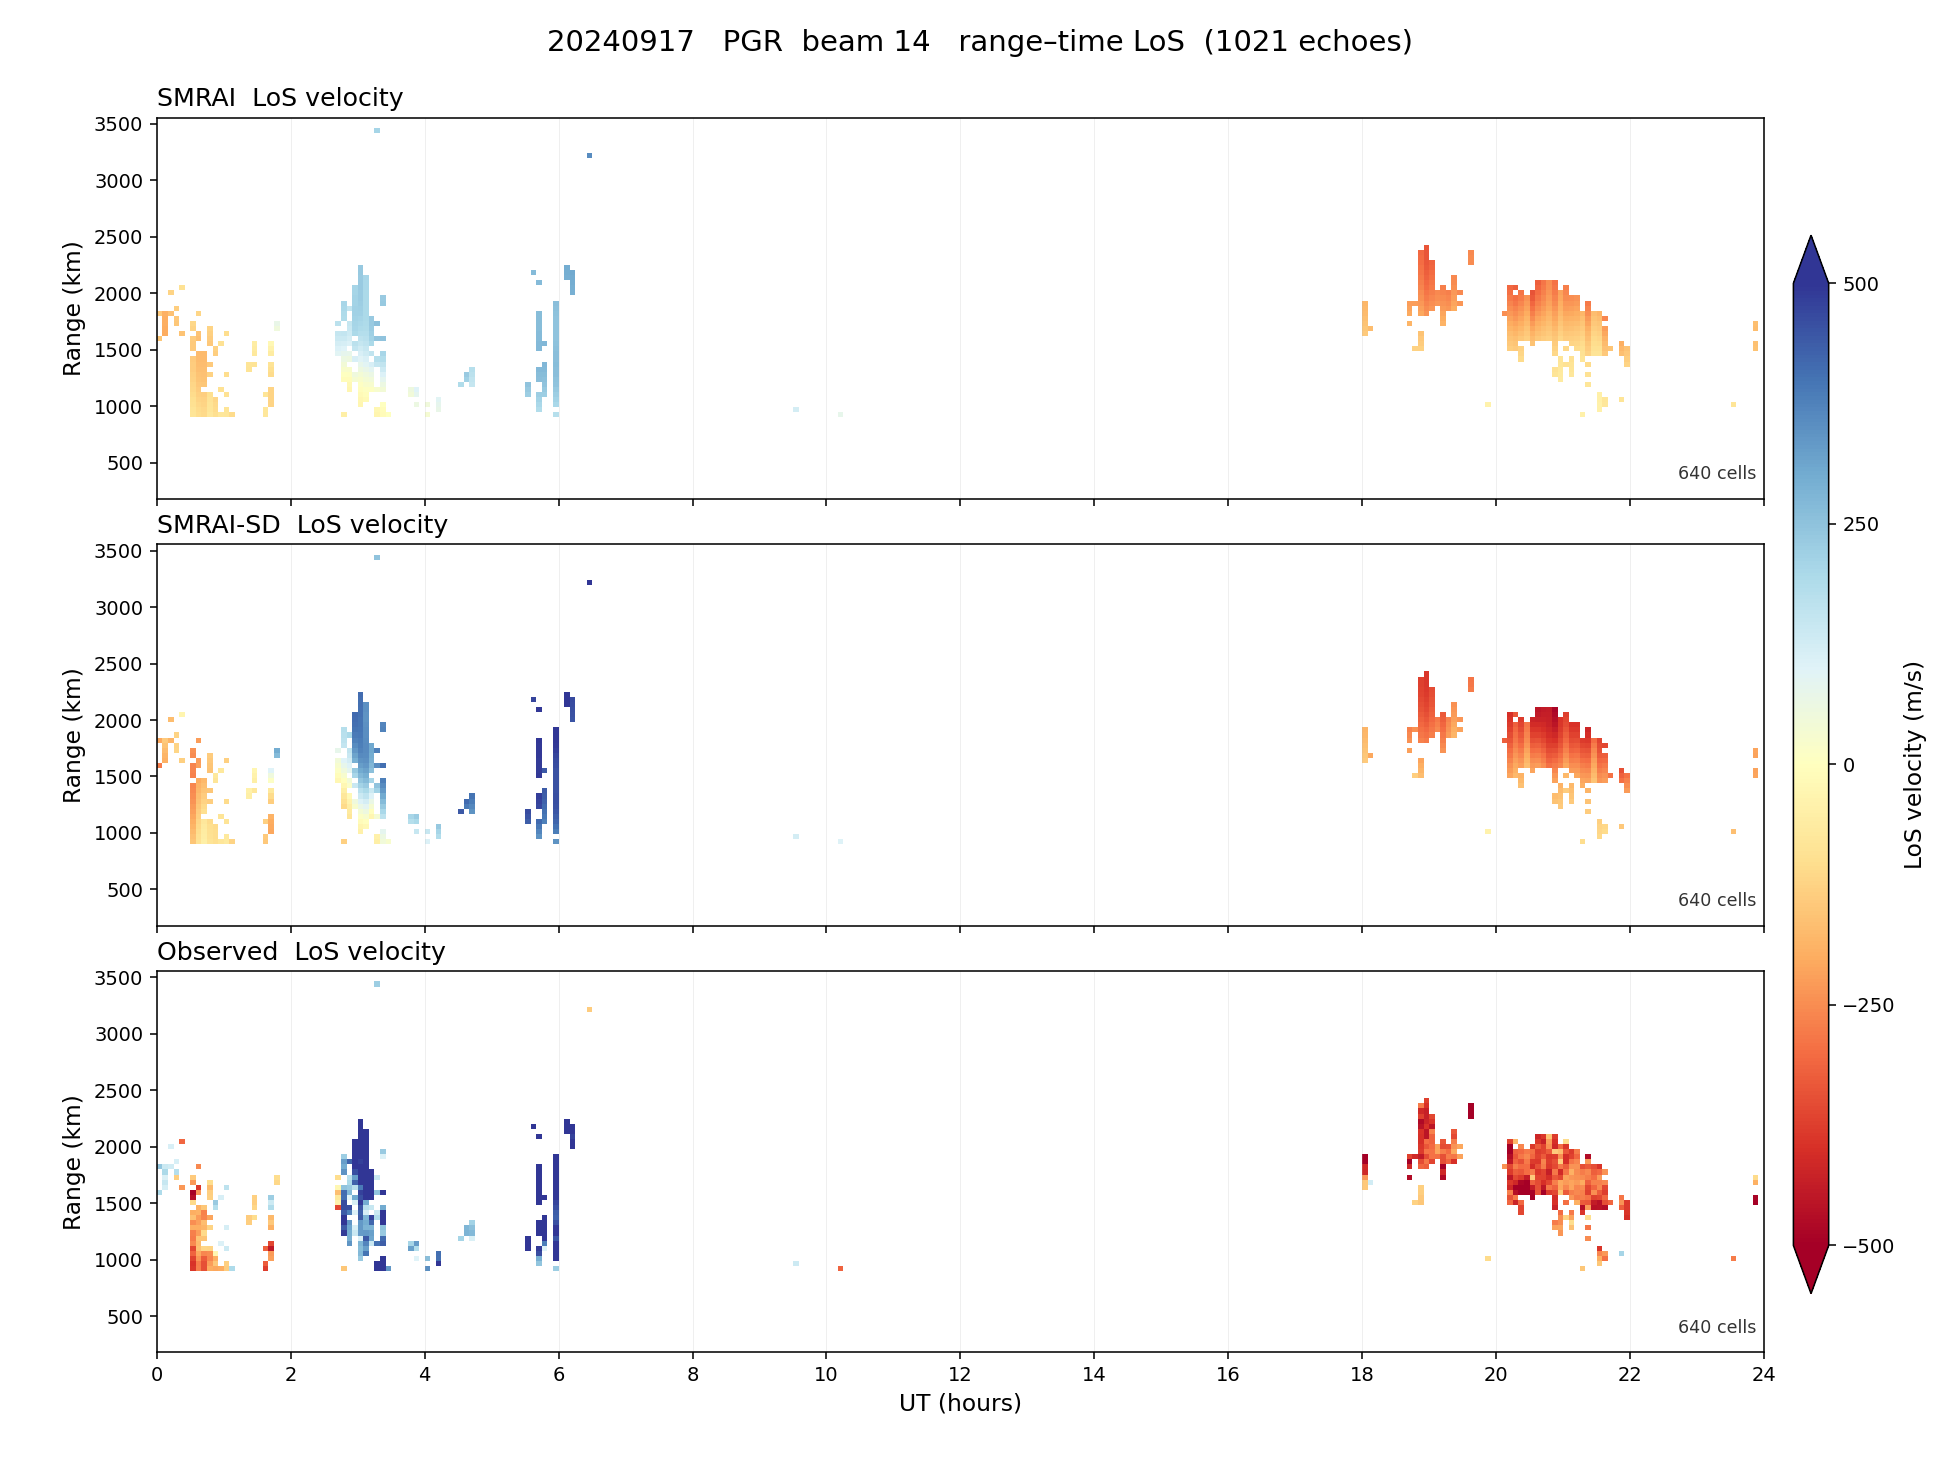 20240917   PGR  beam 14   range–time LoS  (1021 echoes)
SMRAI  LoS velocity
3500
3000
2500
2000
1500
1000
500
Range (km)
640 cells
SMRAI-SD  LoS velocity
3500
3000
2500
2000
1500
1000
500
Range (km)
640 cells
Observed  LoS velocity
3500
3000
2500
2000
1500
1000
500
Range (km)
640 cells
0 2 4 6 8 10 12 14 16 18 20 22 24
UT (hours)
500
250
0
−250
−500
LoS velocity (m/s)